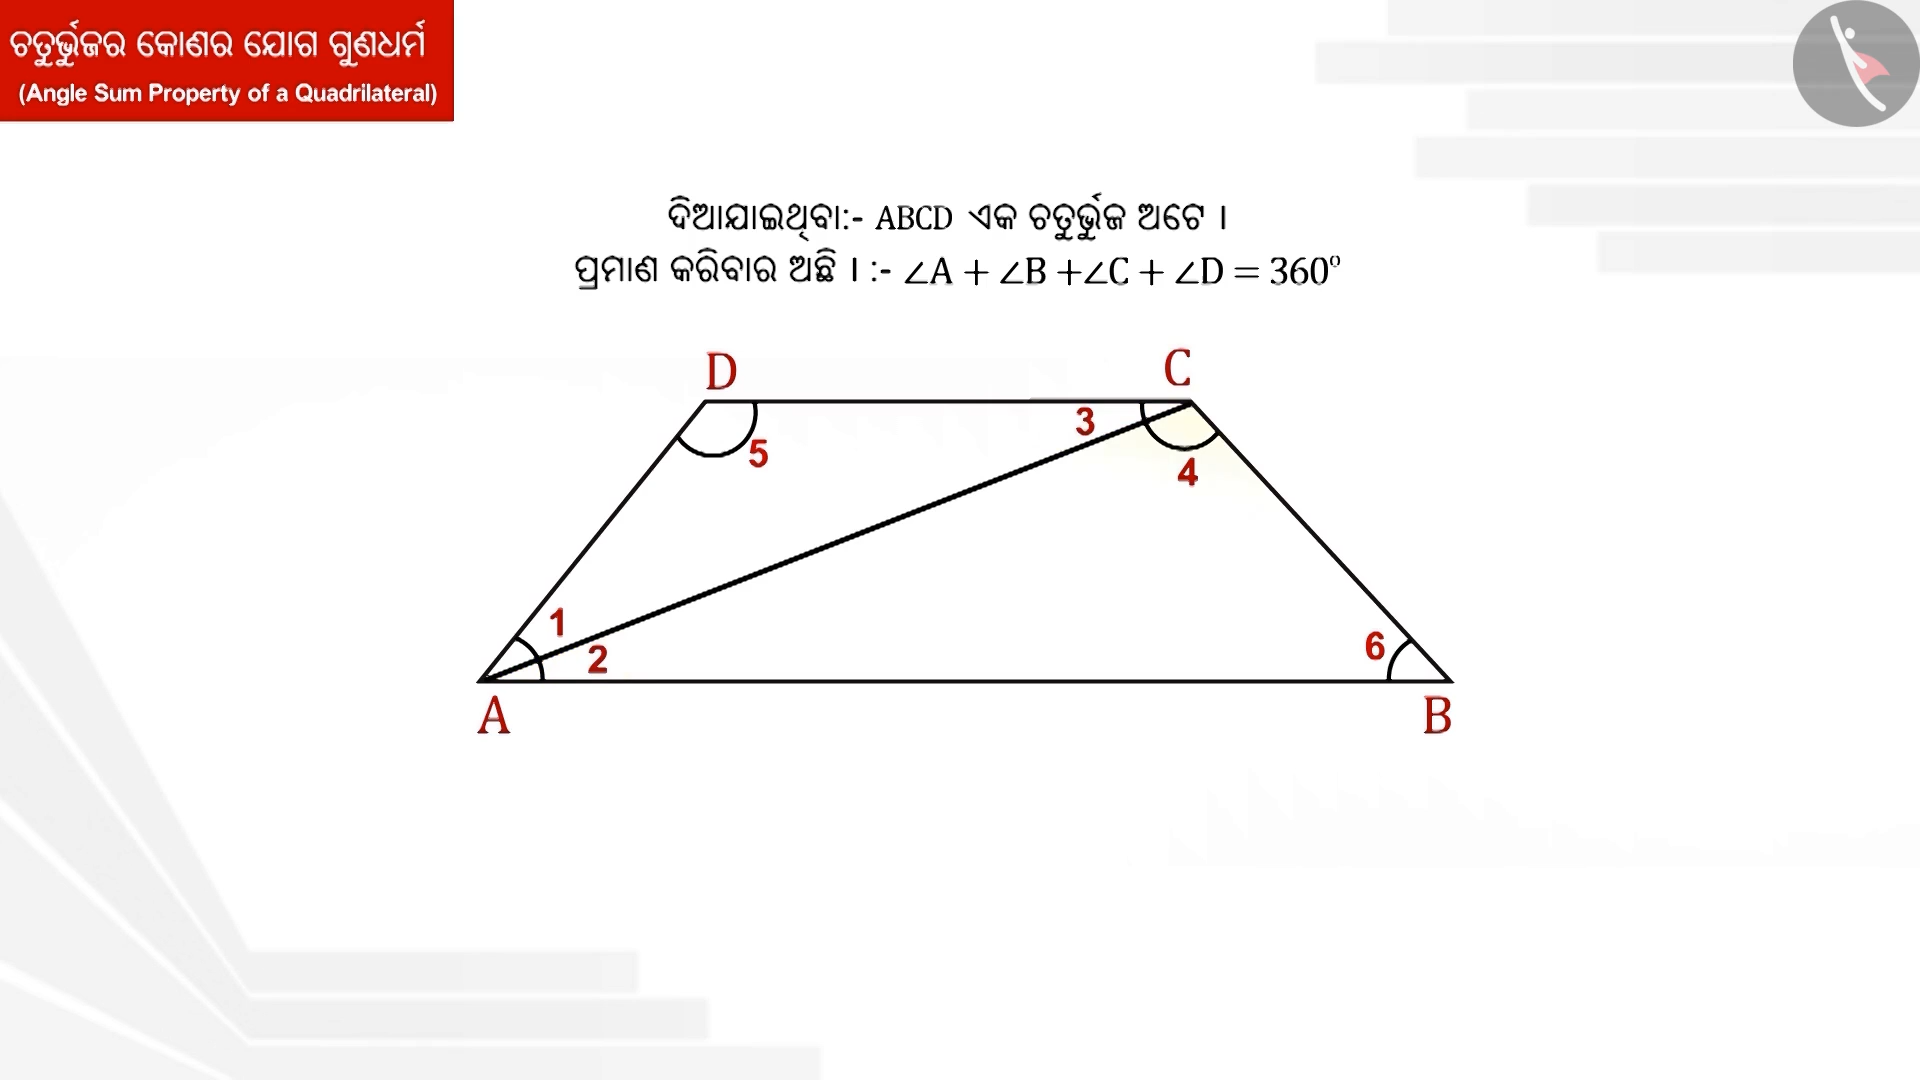 ଚତୁର୍ଭୁଜର କୋଣର ଯୋଗ ଗୁଣଧର୍ମ
(Angle Sum Property of a Quadrilateral)
ଦିଆଯାଇଥିବା:- ABCD ଏକ ଚତୁର୍ଭୁଜ ଅଟେ ।
ପ୍ରମାଣ କରିବାର ଅଛି । :- ∠A + ∠B +∠C + ∠D = 360°
D C
3
5
4
1
6
2
A B